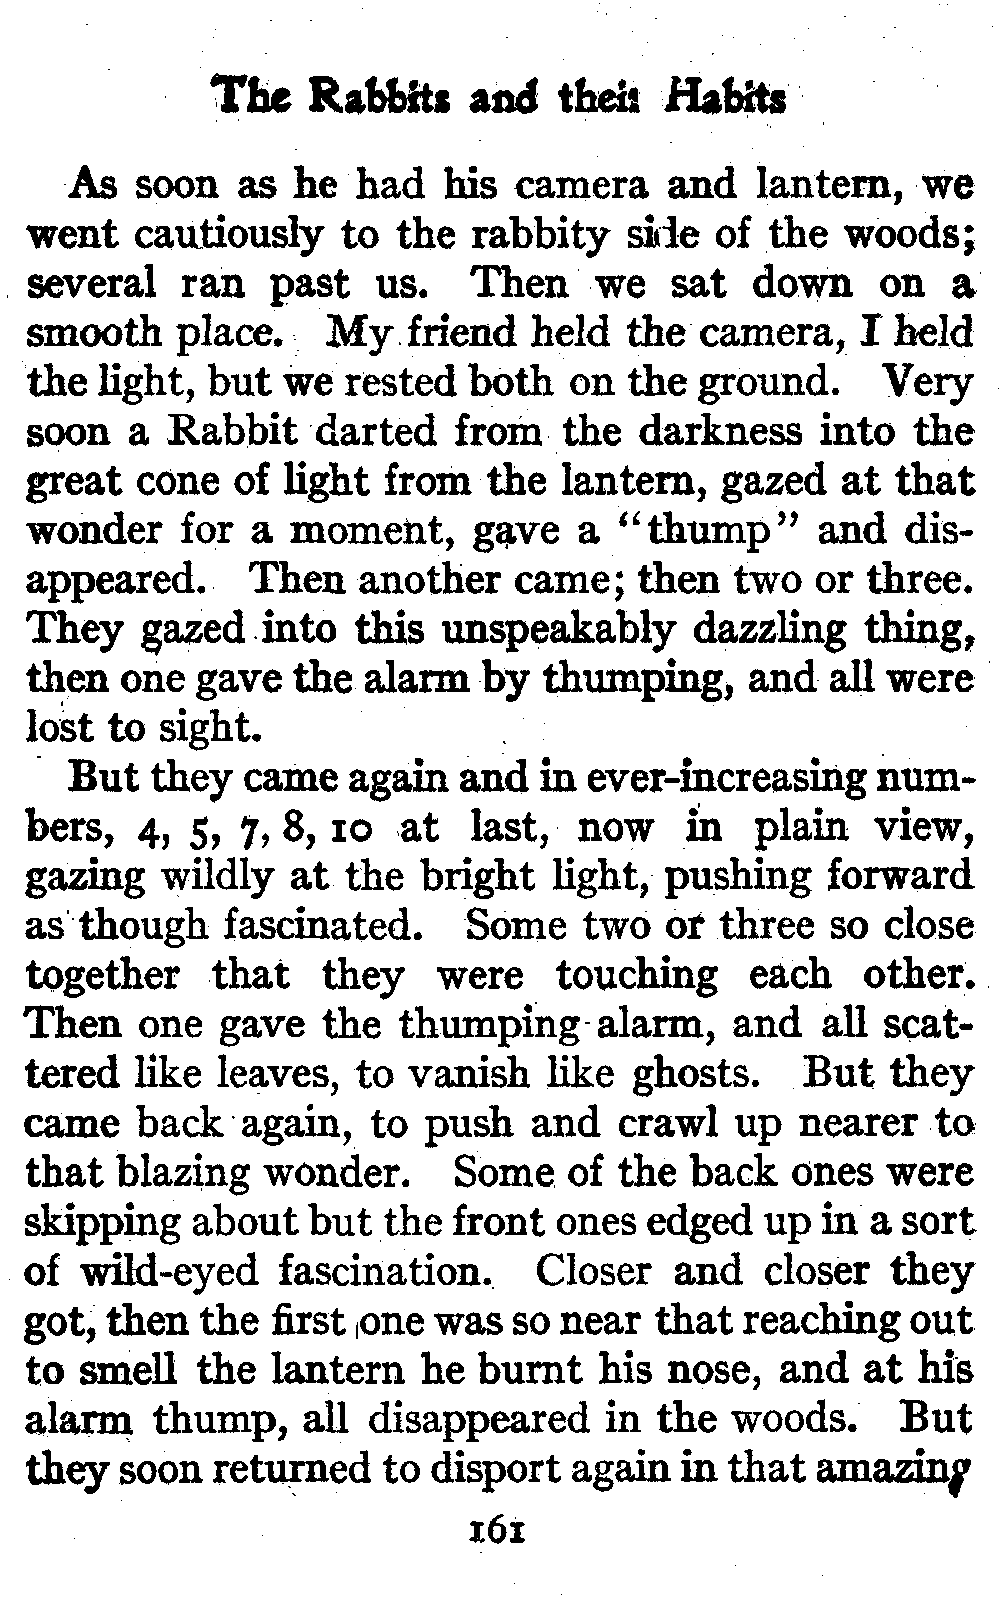 The Rabbits and their Habits
As soon as he had his camera and lantern, we
went cautiously to the rabbity side of the woods;
several ran past us. Then we sat down on a
smooth place. My friend held the camera, I held
the light, but we rested both on the ground. Very
soon a Rabbit darted from the darkness into the
great cone of light from the lantern, gazed at that
wonder for a moment, gave a “thump” and dis-
appeared. Then another came; then two or three.
They gazed into this unspeakably dazzling thing,
then one gave the alarm by thumping, and all were
lost to sight.
But they came again and in ever-increasing num-
bers, 4, 5, 7, 8, 10 at last, now in plain view,
gazing wildly at the bright light, pushing forward
as though fascinated. Some two or three so close
together that they were touching each other.
Then one gave the thumping alarm, and all scat-
tered like leaves, to vanish like ghosts. But they
came back again, to push and crawl up nearer to
that blazing wonder. Some of the back ones were
skipping about but the front ones edged up in a sort
of wild-eyed fascination. Closer and closer they
got, then the first one was so near that reaching out
to smell the lantern he burnt his nose, and at his
alarm thump, all disappeared in the woods. But
they soon returned to disport again in that amazing
161